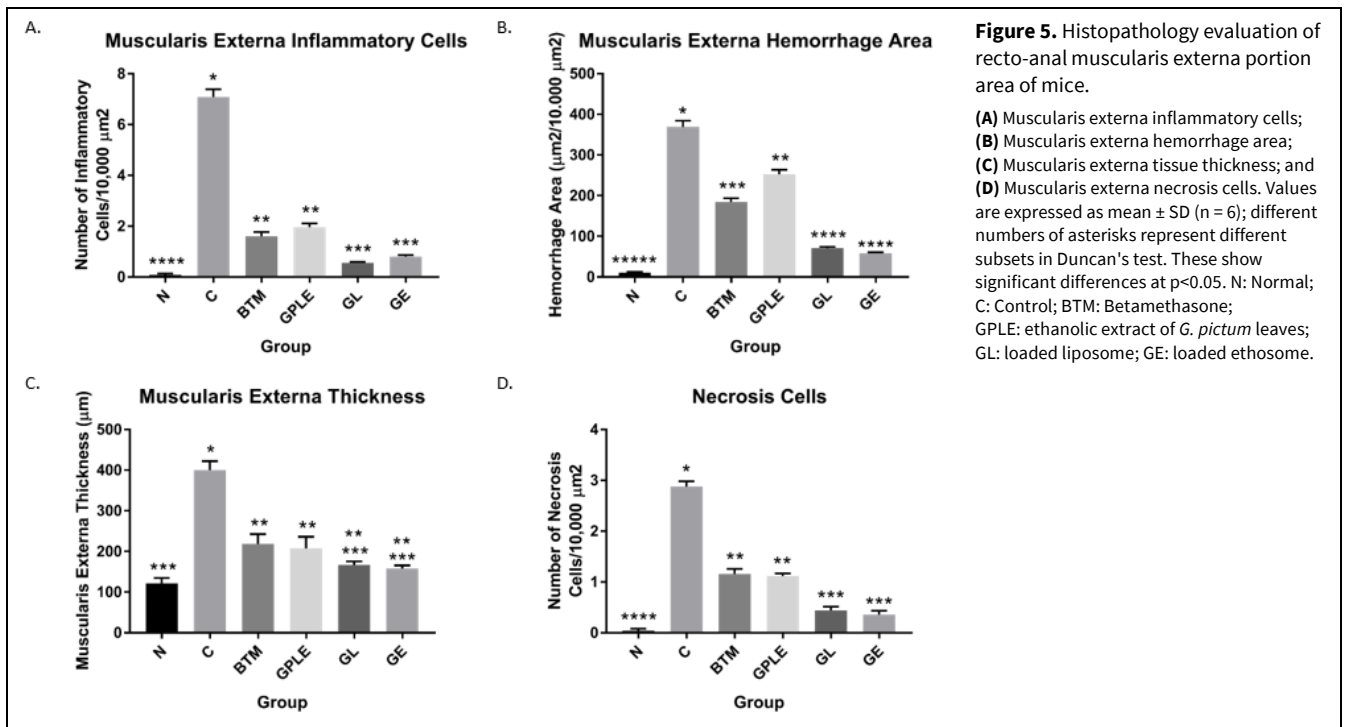 A.
Muscularis Externa Inflammatory Cells
Number of Inflammatory
Cells/10,000 μm2
8
6
4
2
0
****
*
**
**
***
***
N
C
BTM
GPLE
GL
GE
Group
B.
Muscularis Externa Hemorrhage Area
Hemorrhage Area (μm2/10.000 μm2)
500
400
300
200
100
0
*****
*
***
**
****
****
N
C
BTM
GPLE
GL
GE
Group
C.
Muscularis Externa Thickness
Muscularis Externa Thickness (μm)
500
400
300
200
100
0
***
*
**
**
**
***
**
***
N
C
BTM
GPLE
GL
GE
Group
D.
Necrosis Cells
Number of Necrosis
Cells/10,000 μm2
4
3
2
1
0
****
*
**
**
***
***
N
C
BTM
GPLE
GL
GE
Group
Figure 5. Histopathology evaluation of
recto-anal muscularis externa portion
area of mice.
(A) Muscularis externa inflammatory cells;
(B) Muscularis externa hemorrhage area;
(C) Muscularis externa tissue thickness; and
(D) Muscularis externa necrosis cells. Values
are expressed as mean ± SD (n = 6); different
numbers of asterisks represent different
subsets in Duncan's test. These show
significant differences at p<0.05. N: Normal;
C: Control; BTM: Betamethasone;
GPLE: ethanolic extract of G. pictum leaves;
GL: loaded liposome; GE: loaded ethosome.